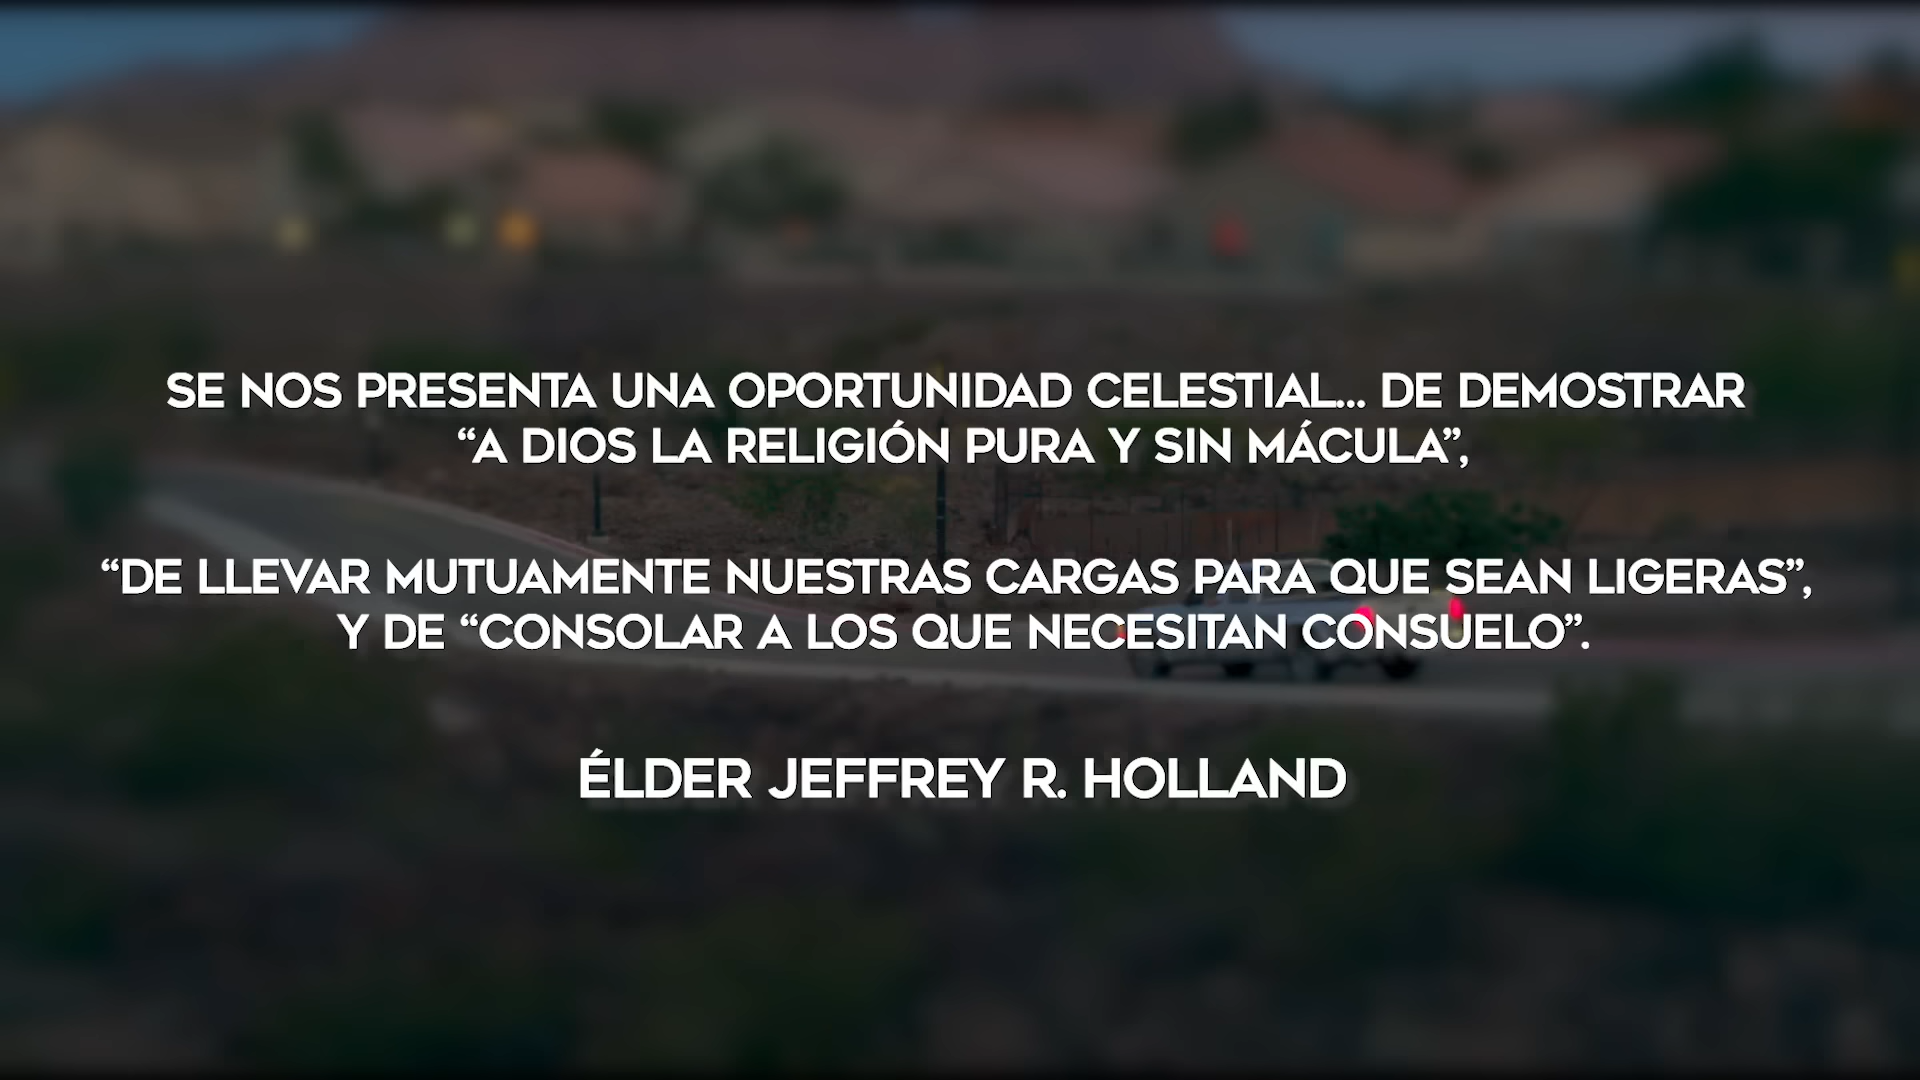 SE NOS PRESENTA UNA OPORTUNIDAD CELESTIAL... DE DEMOSTRAR
“A DIOS LA RELIGIÓN PURA Y SIN MÁCULA”,
“DE LLEVAR MUTUAMENTE NUESTRAS CARGAS PARA QUE SEAN LIGERAS”,
Y DE “CONSOLAR A LOS QUE NECESITAN CONSUELO”.
ÉLDER JEFFREY R. HOLLAND